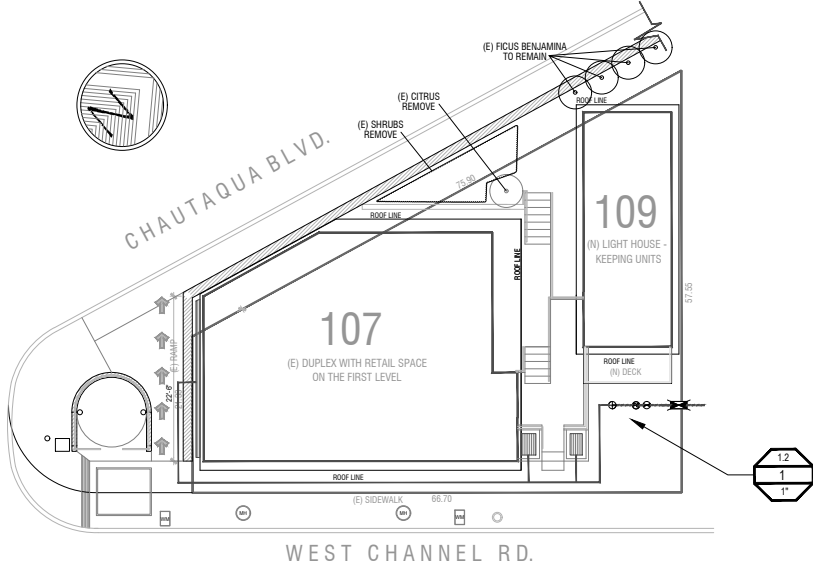 (E) FICUS BENJAMINA
TO REMAIN
ROOF LINE
(E) CITRUS
REMOVE
(E) SHRUBS
REMOVE
CHAUTAQUA BLVD.
75.90
ROOF LINE
ROOF LINE
109
(N) LIGHT HOUSE -
KEEPING UNITS
57.55
107
(E) DUPLEX WITH RETAIL SPACE
ON THE FIRST LEVEL
(E) RAMP
22'-6"
ROOF LINE
(N) DECK
1.2
1
1"
ROOF LINE
(E) SIDEWALK
66.70
WM
MH
MH
WM
WEST CHANNEL RD.